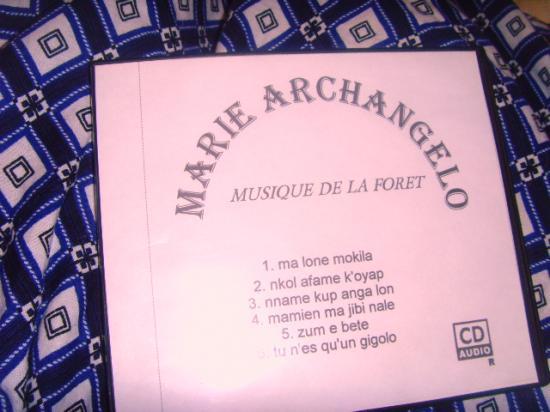 MARIE ARCHANGELO
MUSIQUE DE LA FORET
1. ma lone mokila
2. nkol afame k'oyap
3. nname kup anga lon
4. mamien ma jibi nale
5. zum e bete
6. tu n'es qu'un gigolo
CD
AUDIO
R